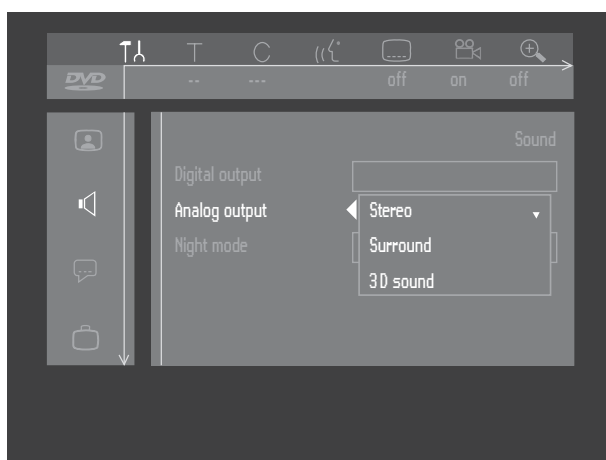 T C
DVD -- --- off on off
Sound
Digital output
Analog output Stereo
Night mode Surround
3D sound